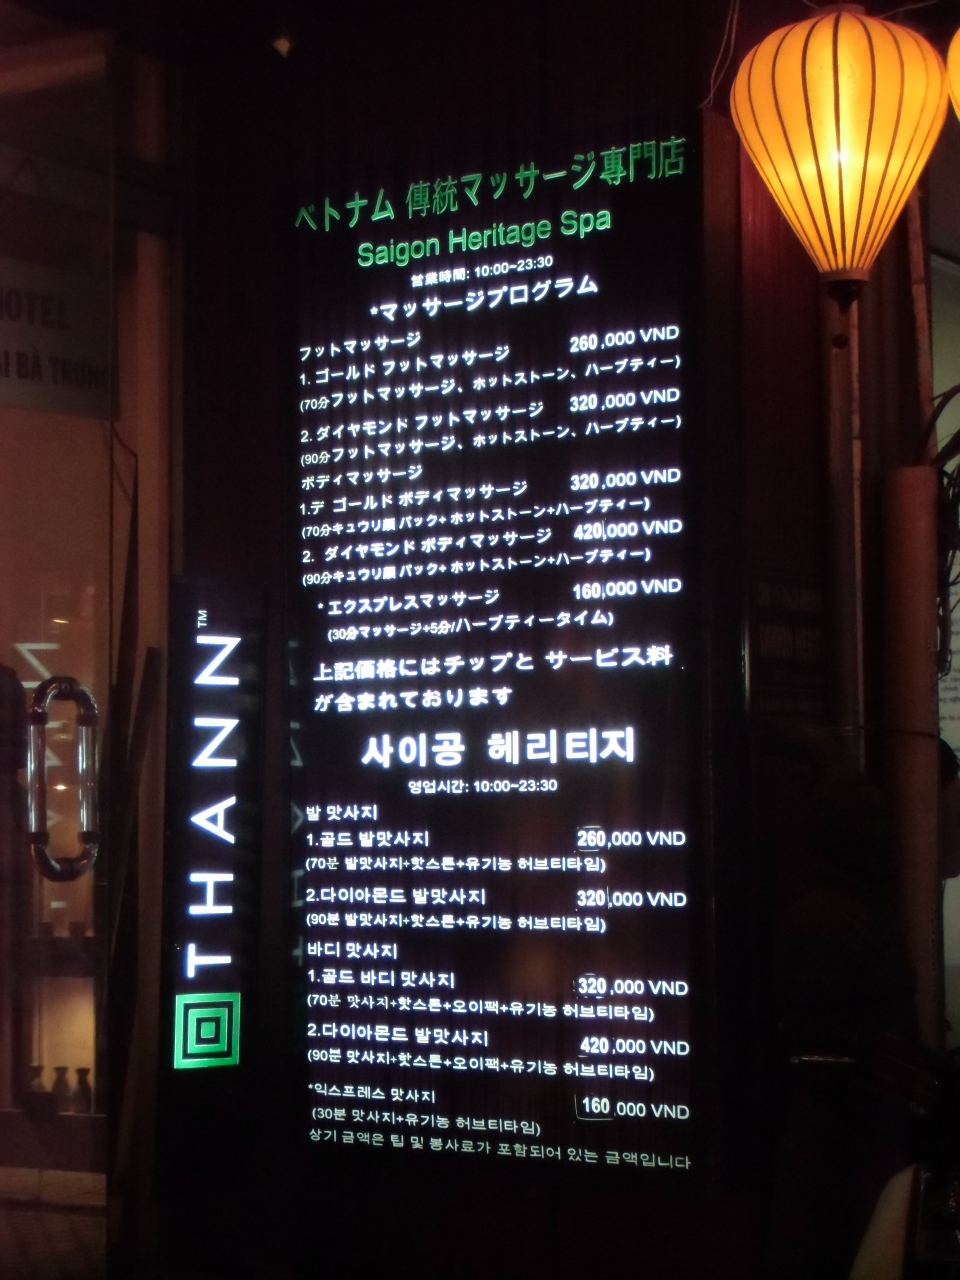 ベトナム 傳統マッサージ専門店
Saigon Heritage Spa
営業時間: 10:00~23:30
*マッサージプログラム
フットマッサージ
1. ゴールド フットマッサージ 260,000 VND
(70分フットマッサージ、ホットストーン、ハーブティー)
2. ダイヤモンド フットマッサージ 320,000 VND
(90分フットマッサージ、ホットストーン、ハーブティー)
ボディマッサージ
1.デ ゴールド ボディマッサージ 320,000 VND
(70分キュウリ顔 パック+ ホットストーン+ハーブティー)
2. ダイヤモンド ボディマッサージ 420,000 VND
(90分キュウリ顔 パック+ ホットストーン+ハーブティー)
* エクスプレスマッサージ 160,000 VND
(30分マッサージ+5分/ハーブティータイム)
上記価格にはチップと サービス料
が含まれております
사이공 헤리티지
영업시간: 10:00~23:30
발 맛사지
1.골드 발맛사지 260,000 VND
(70분 발맛사지+핫스톤+유기농 허브티타임)
2.다이아몬드 발맛사지 320,000 VND
(90분 발맛사지+핫스톤+유기농 허브티타임)
바디 맛사지
1.골드 바디 맛사지 320,000 VND
(70분 맛사지+핫스톤+오이팩+유기농 허브티타임)
2.다이아몬드 발맛사지 420,000 VND
(90분 맛사지+핫스톤+오이팩+유기농 허브티타임)
*익스프레스 맛사지 160,000 VND
(30분 맛사지+유기농 허브티타임)
상기 금액은 팁 및 봉사료가 포함되어 있는 금액입니다
THANN™
HOTEL
HAI BÀ TRƯNG